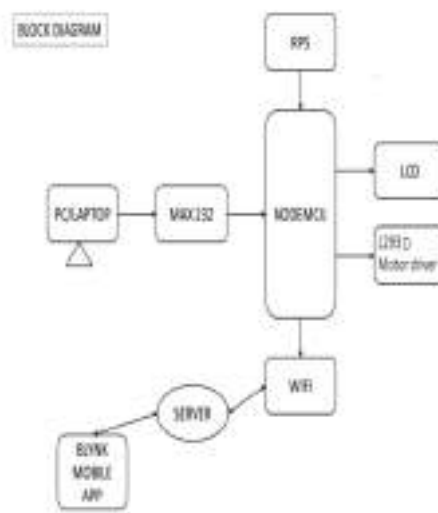 BLOCK DIAGRAM
RPS
PC/LAPTOP
MAX 232
NODEMCU
LCD
L293 D
Motor driver
WIFI
SERVER
BLYNK
MOBILE
APP